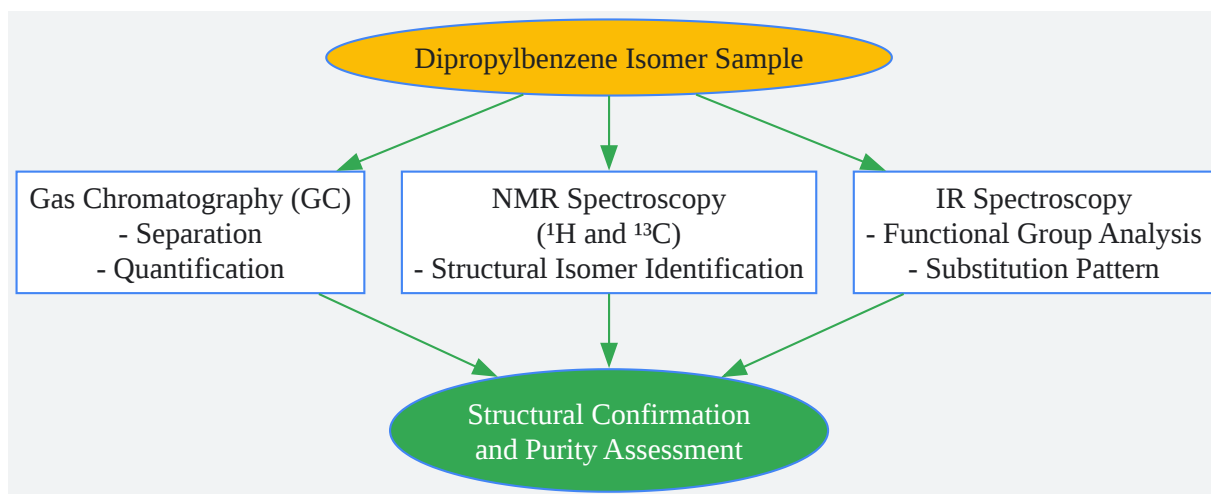 Dipropylbenzene Isomer Sample
Gas Chromatography (GC)
- Separation
- Quantification
NMR Spectroscopy
(¹H and ¹³C)
- Structural Isomer Identification
IR Spectroscopy
- Functional Group Analysis
- Substitution Pattern
Structural Confirmation
and Purity Assessment